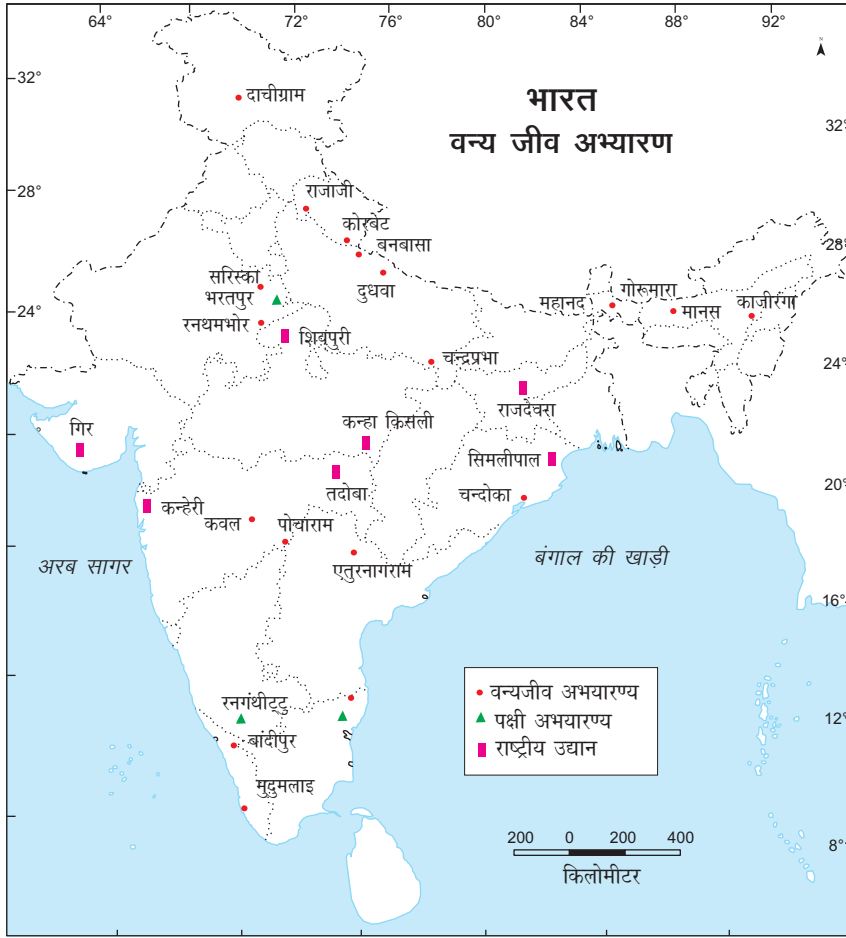 64° 72° 76° 80° 84° 88° 92°
N
32°
दाचीग्राम
भारत
वन्य जीव अभ्यारण
32°
28°
राजाजी
कोरबेट
बनबासा
28°
सरिस्का
दुधवा
भरतपुर
गोरूमारा
महानद
काजीरंगा
मानस
24°
रनथमभोर
शिबपुरी
चन्द्रप्रभा
24°
राजदेवरा
कन्हा किसली
गिर
सिमलीपाल
तदोबा
चन्दोका
20°
कन्हेरी
कवल
पोचाराम
एतुरनागराम
अरब सागर
बंगाल की खाड़ी
16°
रनगंथीट्टु
वन्यजीव अभयारण्य
पक्षी अभयारण्य
12°
बांदीपुर
राष्ट्रीय उद्यान
मुदुमलाइ
200 0 200 400
8°
किलोमीटर